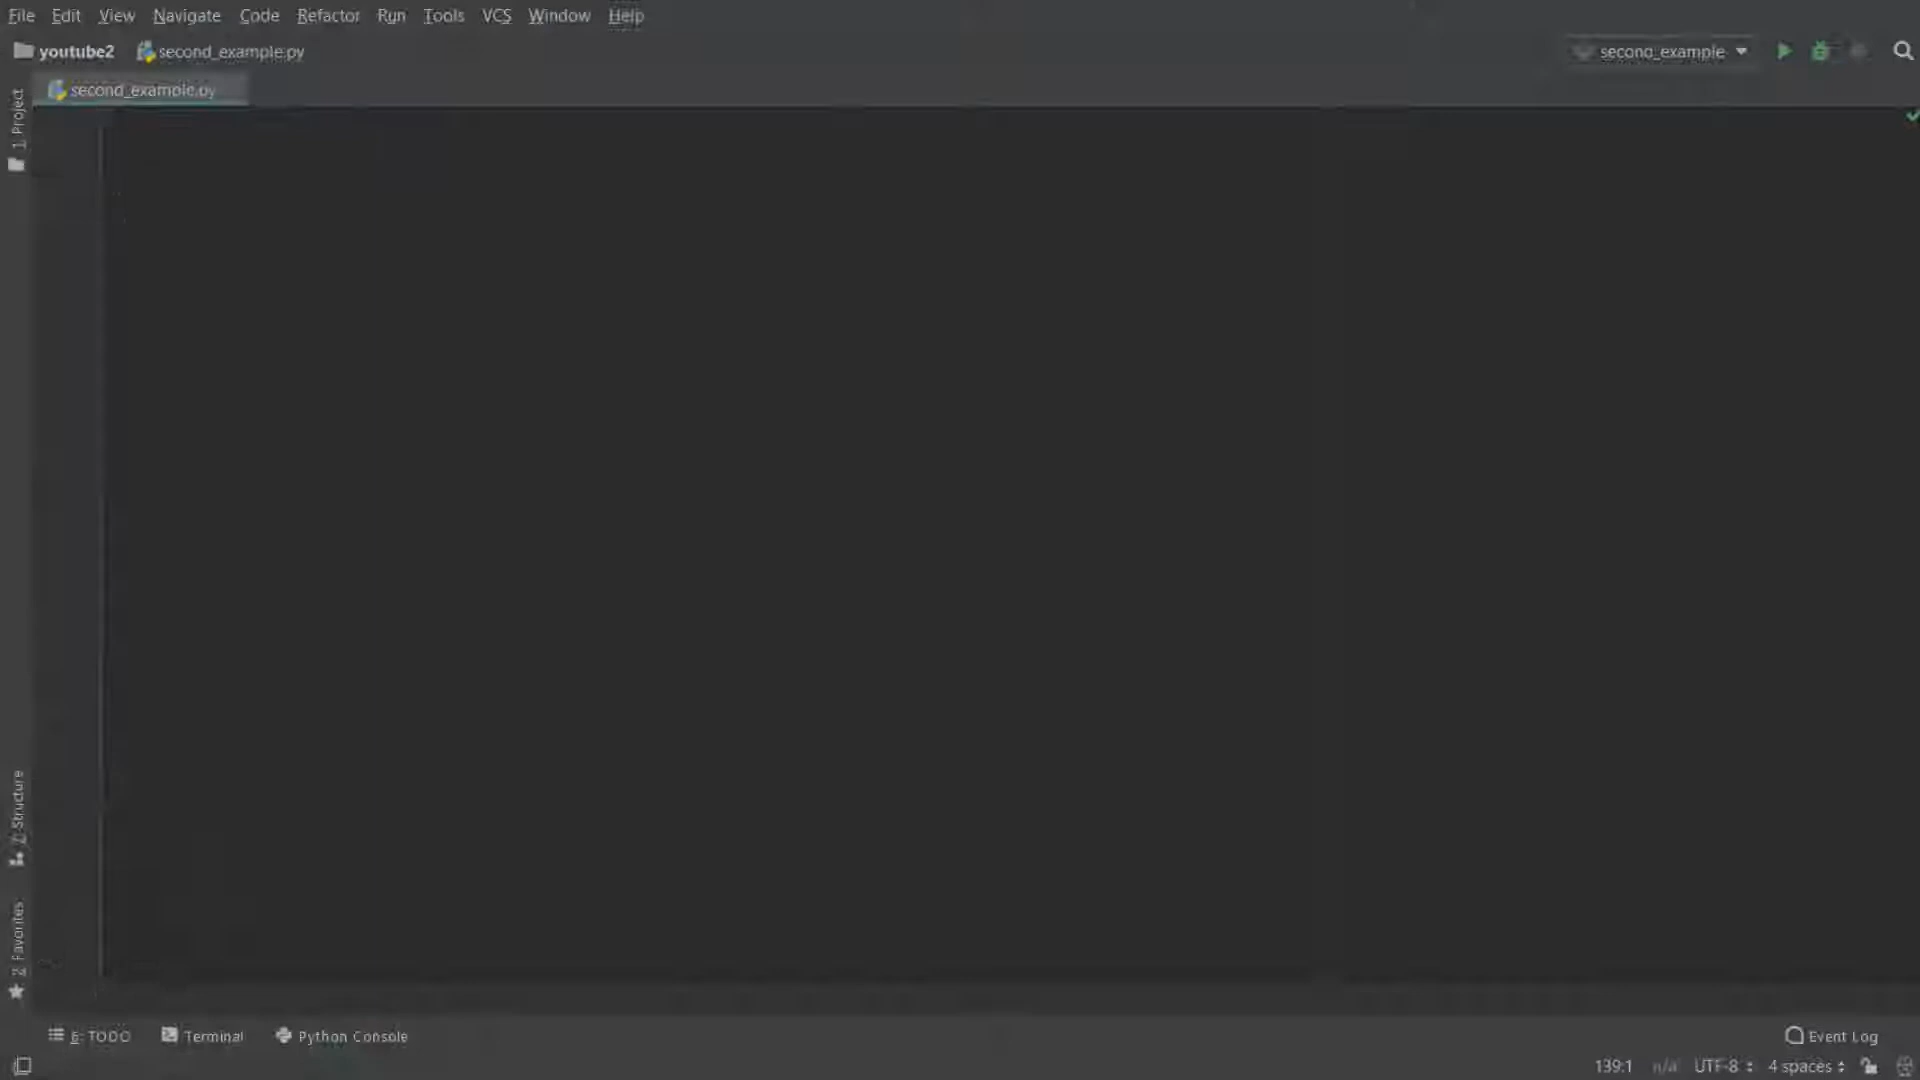 File Edit View Navigate Code Refactor Run Tools VCS Window Help
youtube2 second_example.py second_example
second_example.py
1: Project
7: Structure
2: Favorites
6: TODO Terminal Python Console Event Log
139:1 n/a UTF-8 4 spaces